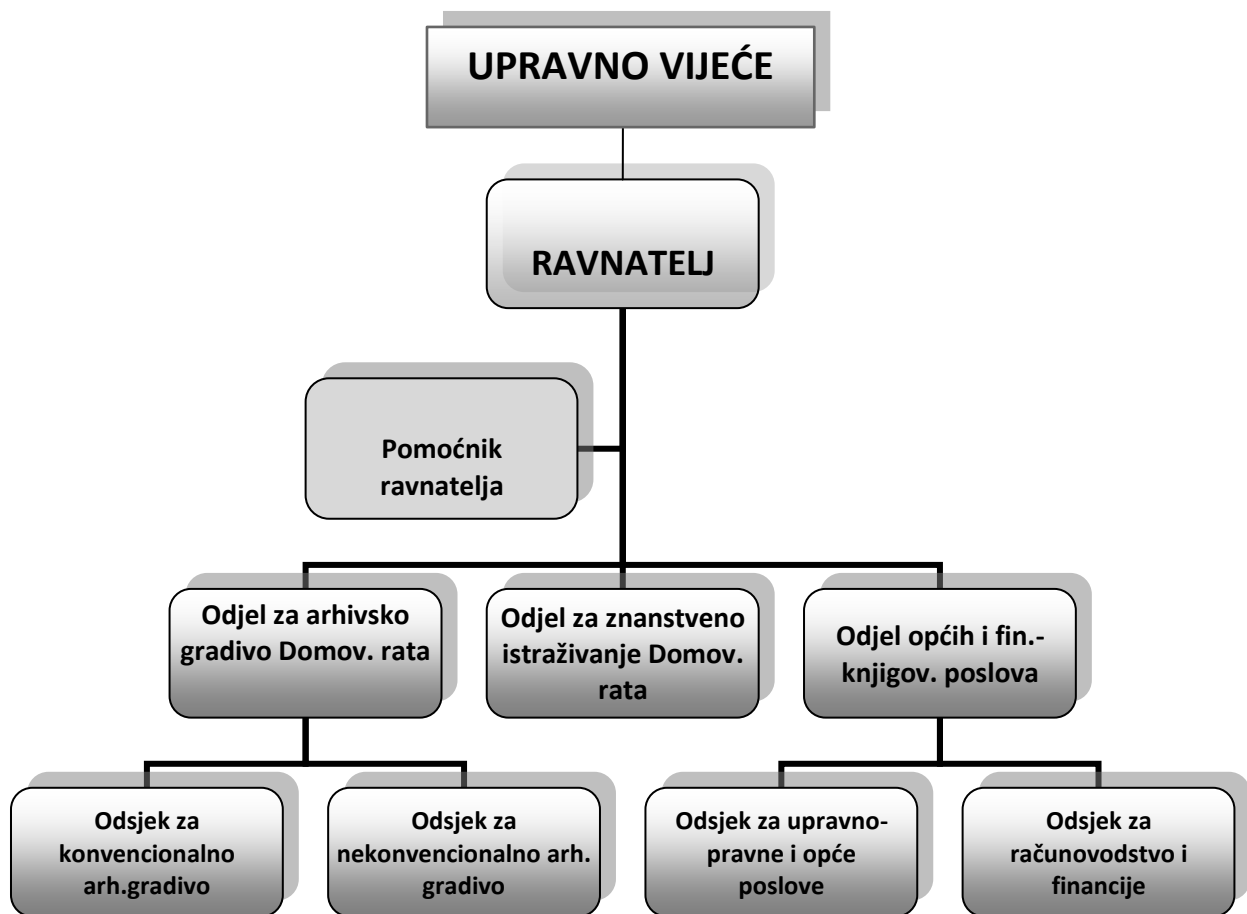 UPRAVNO VIJEĆE
RAVNATELJ
Pomoćnik
ravnatelja
Odjel za arhivsko
gradivo Domov. rata
Odjel za znanstveno
istraživanje Domov.
rata
Odjel općih i fin.-
knjigov. poslova
Odsjek za
konvencionalno
arh.gradivo
Odsjek za
nekonvencionalno arh.
gradivo
Odsjek za upravno-
pravne i opće
poslove
Odsjek za
računovodstvo i
financije